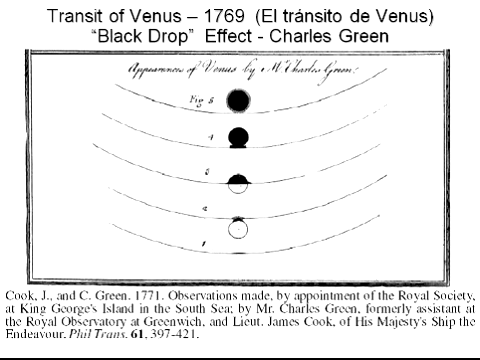 Transit of Venus – 1769 (El tránsito de Venus)
“Black Drop” Effect - Charles Green
Appearances of Venus by Mr. Charles Green.
Fig 5
4
3
2
1
Cook, J., and C. Green. 1771. Observations made, by appointment of the Royal Society,
at King George's Island in the South Sea; by Mr. Charles Green, formerly assistant at
the Royal Observatory at Greenwich, and Lieut. James Cook, of His Majesty's Ship the
Endeavour. Phil Trans. 61, 397-421.